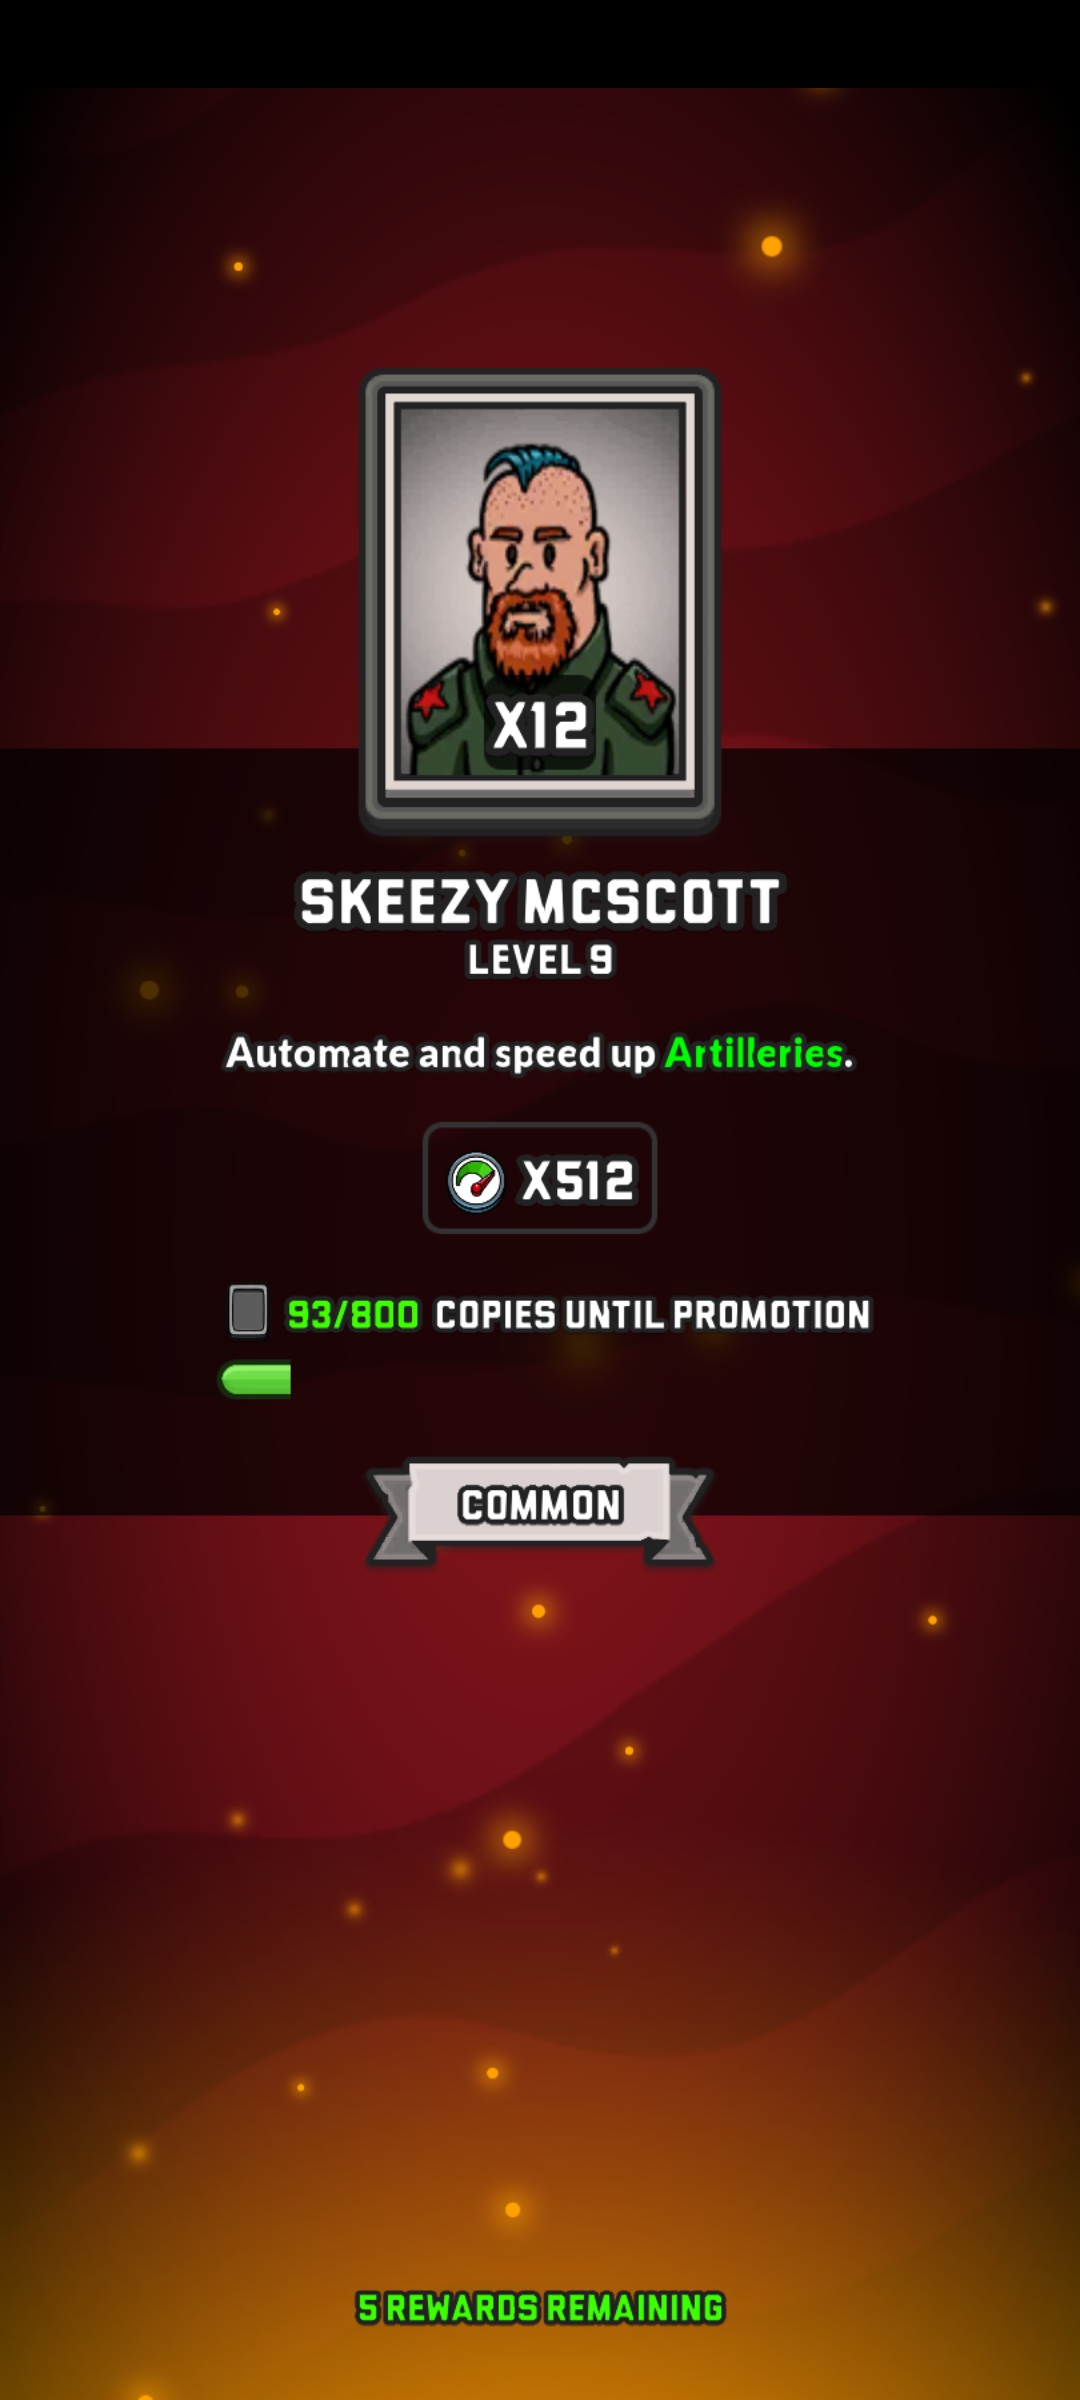 X12
SKEEZY MCSCOTT
LEVEL 9
Automate and speed up Artilleries.
X512
93/800 COPIES UNTIL PROMOTION
COMMON
5 REWARDS REMAINING